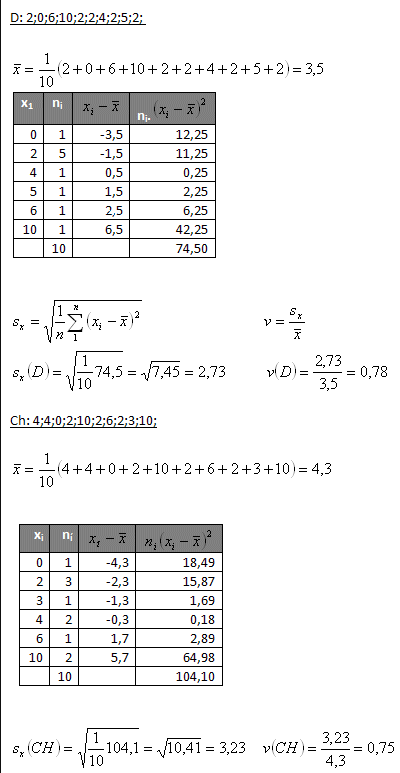 D: 2;0;6;10;2;2;4;2;5;2;
x̄ = 1/10 (2+0+6+10+2+2+4+2+5+2) = 3,5
x₁ nᵢ xᵢ − x̄ nᵢ. (xᵢ − x̄)²
0 1 -3,5 12,25
2 5 -1,5 11,25
4 1 0,5 0,25
5 1 1,5 2,25
6 1 2,5 6,25
10 1 6,5 42,25
10 74,50
sₓ = √(1/n ∑₁ⁿ (xᵢ − x̄)²) v = sₓ/x̄
sₓ(D) = √(1/10 74,5) = √7,45 = 2,73 v(D) = 2,73/3,5 = 0,78
Ch: 4;4;0;2;10;2;6;2;3;10;
x̄ = 1/10 (4+4+0+2+10+2+6+2+3+10) = 4,3
xᵢ nᵢ xᵢ − x̄ nᵢ(xᵢ − x̄)²
0 1 -4,3 18,49
2 3 -2,3 15,87
3 1 -1,3 1,69
4 2 -0,3 0,18
6 1 1,7 2,89
10 2 5,7 64,98
10 104,10
sₓ(CH) = √(1/10 104,1) = √10,41 = 3,23 v(CH) = 3,23/4,3 = 0,75